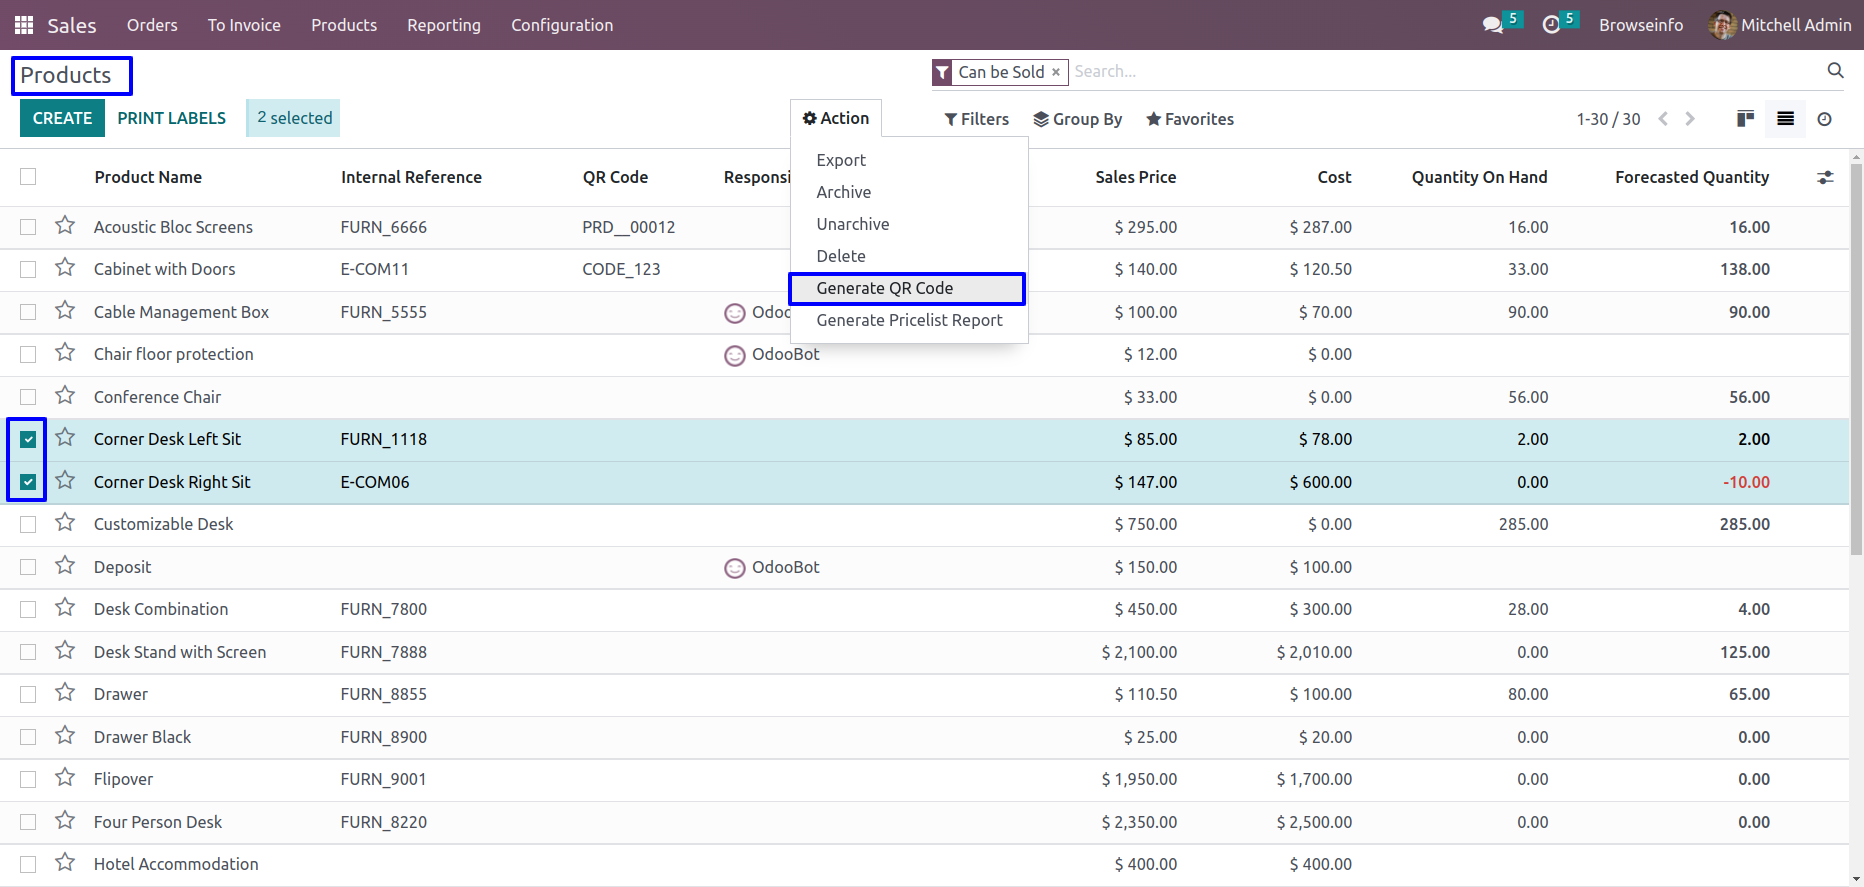 Sales Orders To Invoice Products Reporting Configuration 5 5 Browseinfo Mitchell Admin
Products Can be Sold × Search...
CREATE PRINT LABELS 2 selected Action Filters Group By Favorites 1-30 / 30
Export
Archive
Unarchive
Delete
Generate QR Code
Generate Pricelist Report
Product Name Internal Reference QR Code Responsi Sales Price Cost Quantity On Hand Forecasted Quantity
Acoustic Bloc Screens FURN_6666 PRD__00012 $ 295.00 $ 287.00 16.00 16.00
Cabinet with Doors E-COM11 CODE_123 $ 140.00 $ 120.50 33.00 138.00
Cable Management Box FURN_5555 Odoo $ 100.00 $ 70.00 90.00 90.00
Chair floor protection OdooBot $ 12.00 $ 0.00
Conference Chair $ 33.00 $ 0.00 56.00 56.00
Corner Desk Left Sit FURN_1118 $ 85.00 $ 78.00 2.00 2.00
Corner Desk Right Sit E-COM06 $ 147.00 $ 600.00 0.00 -10.00
Customizable Desk $ 750.00 $ 0.00 285.00 285.00
Deposit OdooBot $ 150.00 $ 100.00
Desk Combination FURN_7800 $ 450.00 $ 300.00 28.00 4.00
Desk Stand with Screen FURN_7888 $ 2,100.00 $ 2,010.00 0.00 125.00
Drawer FURN_8855 $ 110.50 $ 100.00 80.00 65.00
Drawer Black FURN_8900 $ 25.00 $ 20.00 0.00 0.00
Flipover FURN_9001 $ 1,950.00 $ 1,700.00 0.00 0.00
Four Person Desk FURN_8220 $ 2,350.00 $ 2,500.00 0.00 0.00
Hotel Accommodation $ 400.00 $ 400.00